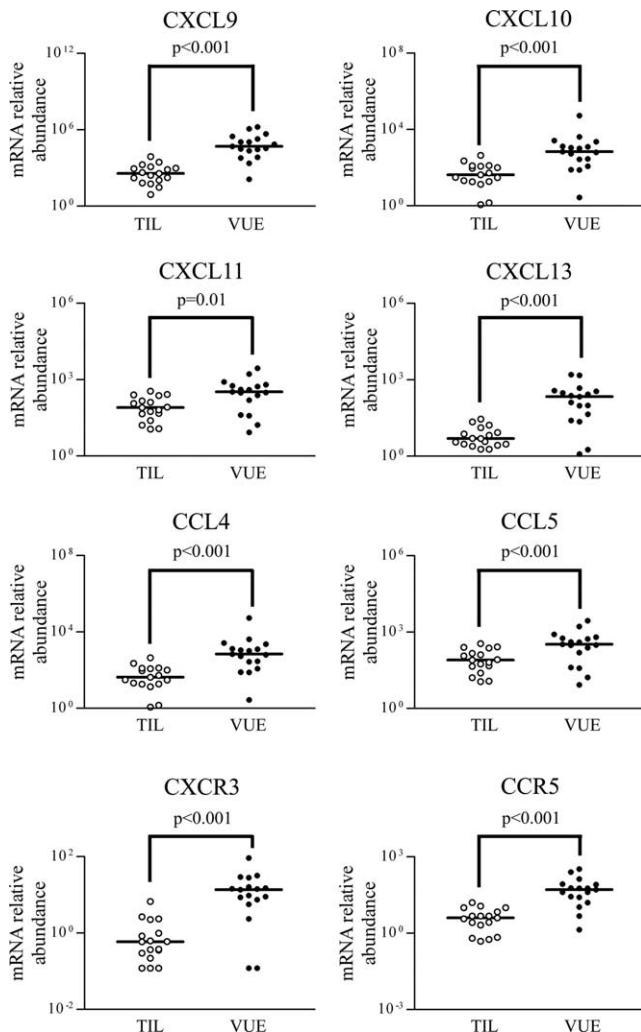 CXCL9
p<0.001
mRNA relative
abundance
10¹²
10⁶
10⁰
TIL
VUE
CXCL10
p<0.001
mRNA relative
abundance
10⁸
10⁴
10⁰
TIL
VUE
CXCL11
p=0.01
mRNA relative
abundance
10⁶
10³
10⁰
TIL
VUE
CXCL13
p<0.001
mRNA relative
abundance
10⁶
10³
10⁰
TIL
VUE
CCL4
p<0.001
mRNA relative
abundance
10⁸
10⁴
10⁰
TIL
VUE
CCL5
p<0.001
mRNA relative
abundance
10⁶
10³
10⁰
TIL
VUE
CXCR3
p<0.001
mRNA relative
abundance
10²
10⁰
10⁻²
TIL
VUE
CCR5
p<0.001
mRNA relative
abundance
10³
10⁰
10⁻³
TIL
VUE